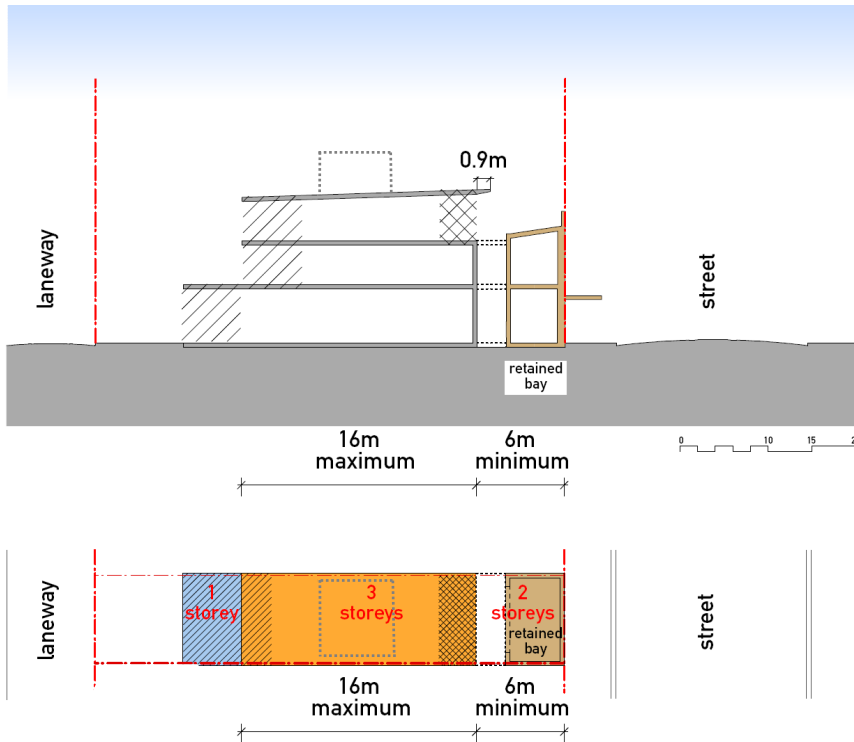 0.9m
laneway
street
retained
bay
16m
maximum
6m
minimum
0
10
15
2
1
storey
3
storeys
2
storeys
retained
bay
laneway
street
16m
maximum
6m
minimum